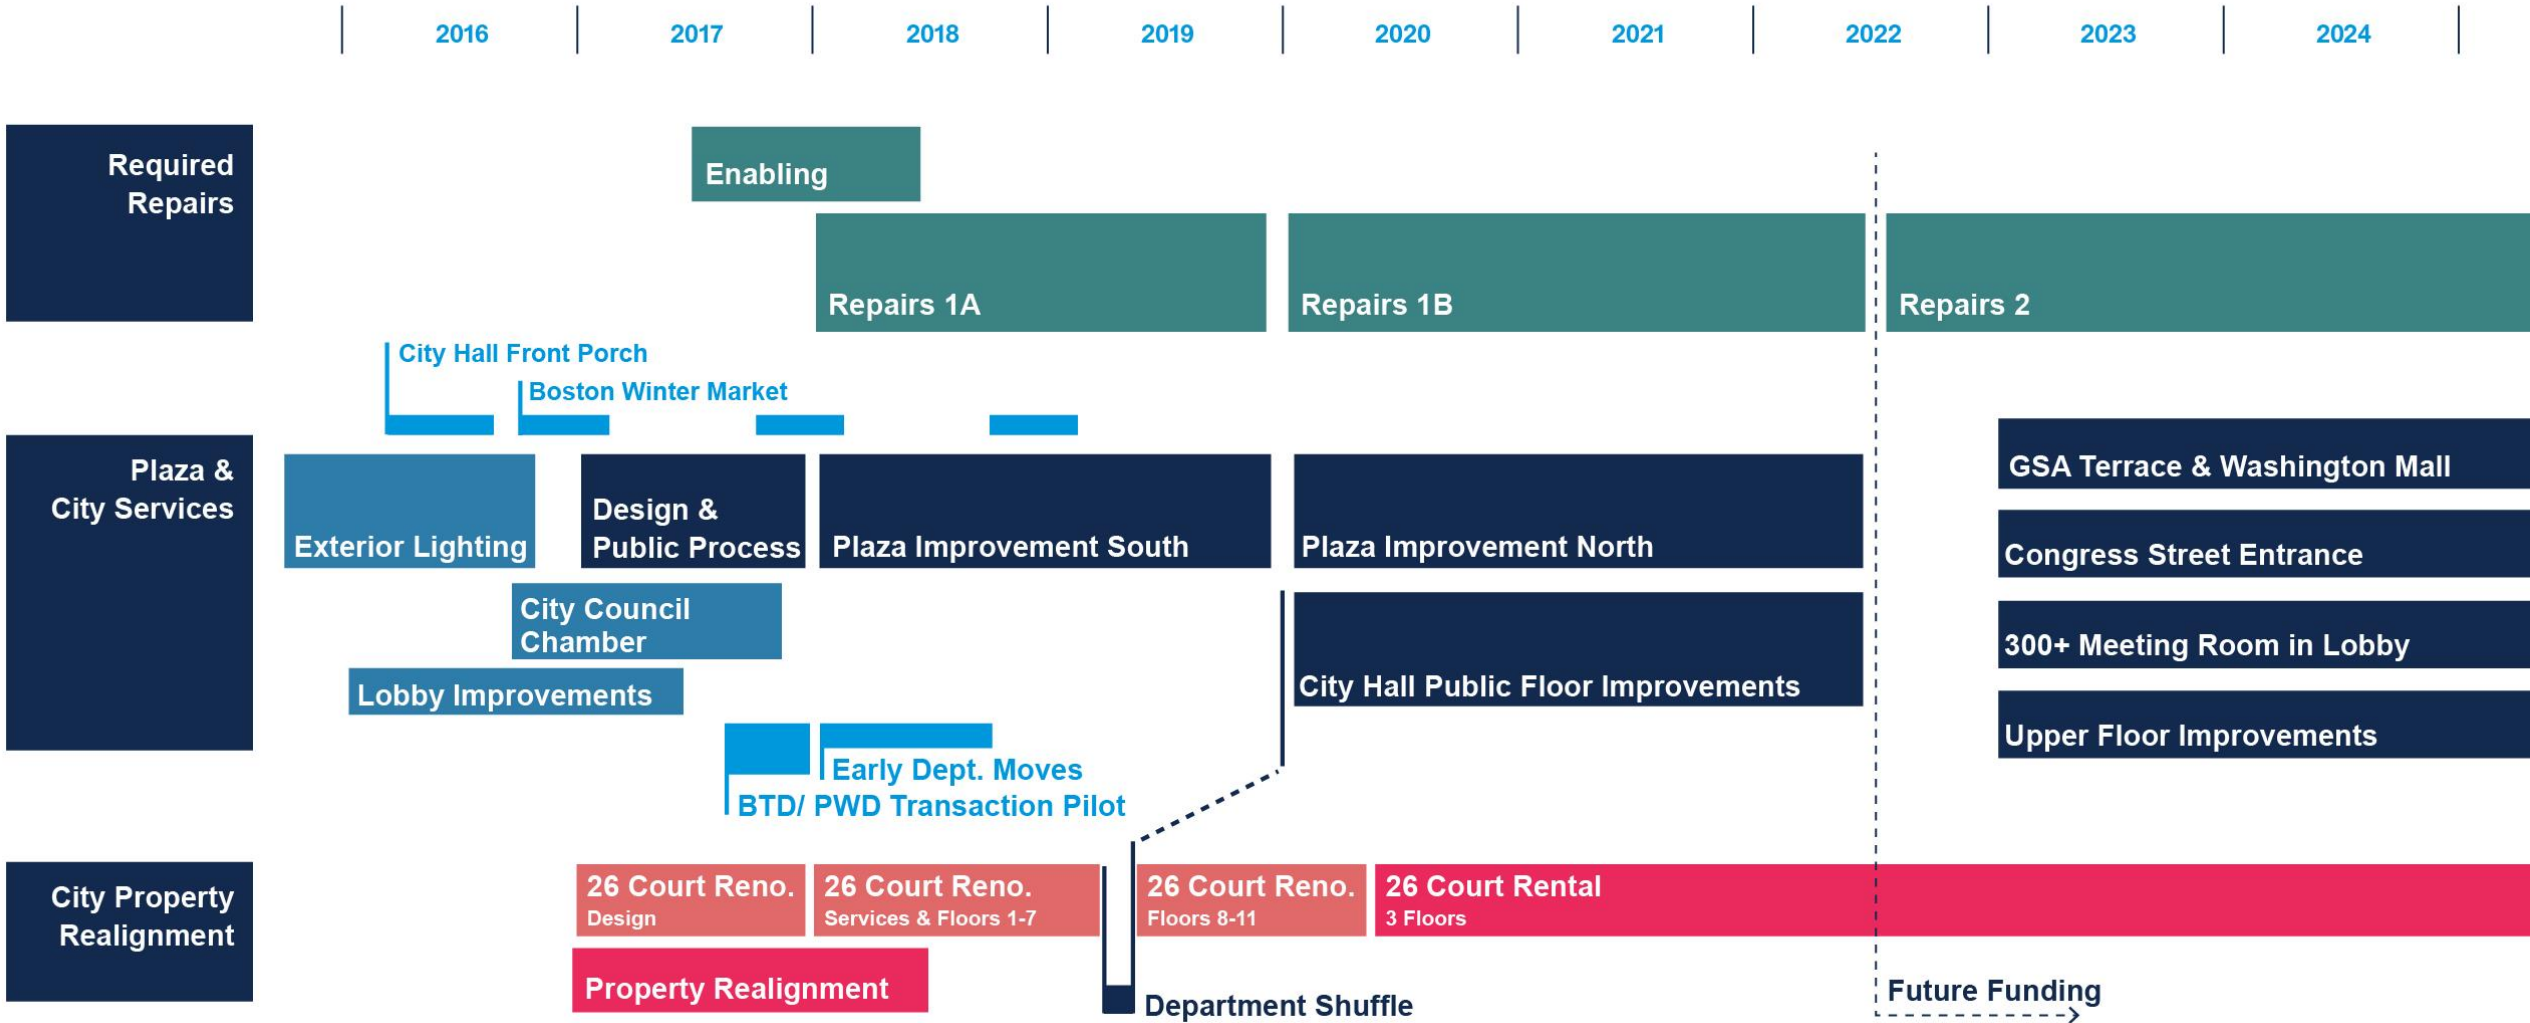 2016 2017 2018 2019 2020 2021 2022 2023 2024
Required
Repairs
Enabling
Repairs 1A
Repairs 1B
Repairs 2
City Hall Front Porch
Boston Winter Market
Plaza &
City Services
Exterior Lighting
Design &
Public Process
Plaza Improvement South
Plaza Improvement North
GSA Terrace & Washington Mall
Congress Street Entrance
City Council
Chamber
300+ Meeting Room in Lobby
Lobby Improvements
City Hall Public Floor Improvements
Upper Floor Improvements
Early Dept. Moves
BTD/ PWD Transaction Pilot
City Property
Realignment
26 Court Reno.
Design
26 Court Reno.
Services & Floors 1-7
26 Court Reno.
Floors 8-11
26 Court Rental
3 Floors
Property Realignment
Department Shuffle
Future Funding